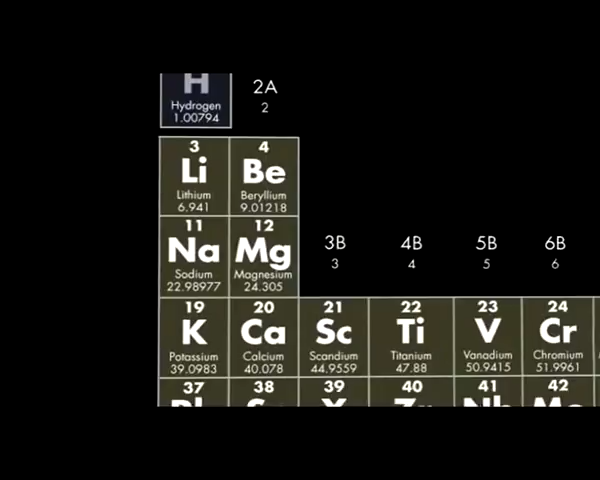 H 2A
Hydrogen 2
1.00794
3 4
Li Be
Lithium Beryllium
6.941 9.01218
11 12
Na Mg 3B 4B 5B 6B
Sodium Magnesium 3 4 5 6
22.98977 24.305
19 20 21 22 23 24
K Ca Sc Ti V Cr
Potassium Calcium Scandium Titanium Vanadium Chromium
39.0983 40.078 44.9559 47.88 50.9415 51.9961
37 38 39 40 41 42